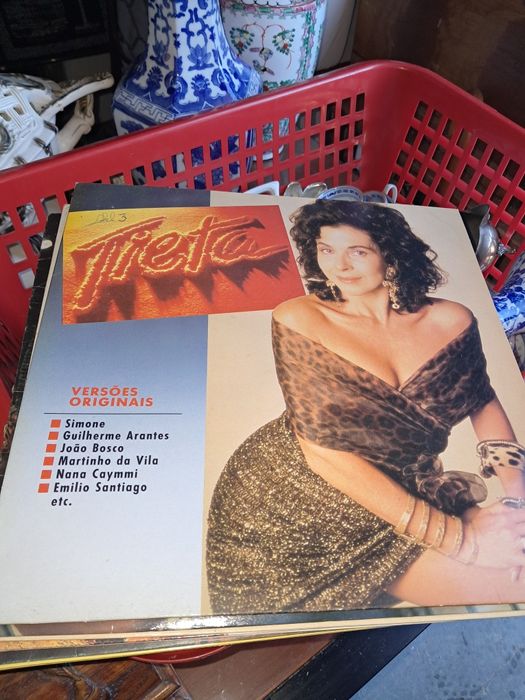 Tieta
VERSÕES
ORIGINAIS
Simone
Guilherme Arantes
João Bosco
Martinho da Vila
Nana Caymmi
Emilio Santiago
etc.